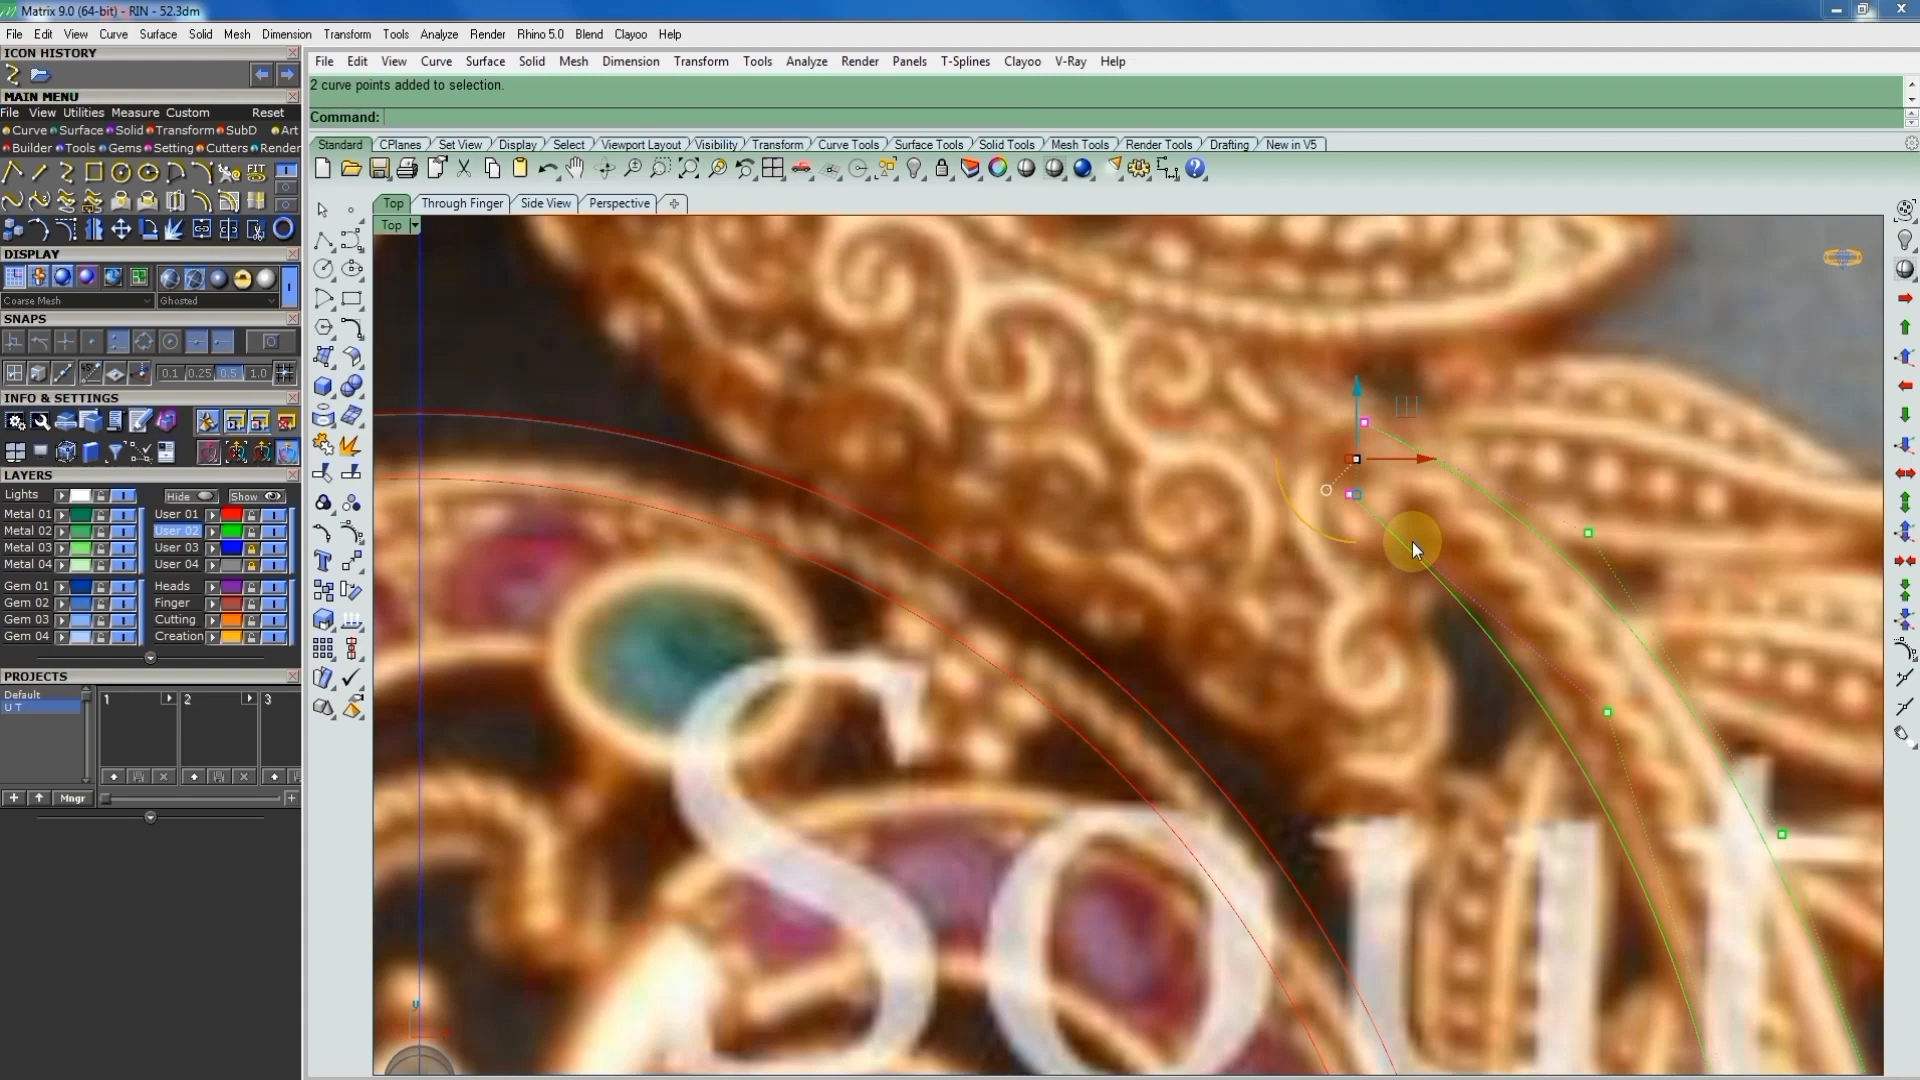 Matrix 9.0 (64-bit) - RIN - 52.3dm
File Edit View Curve Surface Solid Mesh Dimension Transform Tools Analyze Render Rhino 5.0 Blend Clayoo Help
ICON HISTORY
MAIN MENU
File View Utilities Measure Custom Reset
Curve Surface Solid Transform SubD Art
Builder Tools Gems Setting Cutters Render
FIT
DISPLAY
Coarse Mesh Ghosted
SNAPS
0.1 0.25 0.5 1.0
INFO & SETTINGS
LAYERS
Lights Hide Show
Metal 01 User 01
Metal 02 User 02
Metal 03 User 03
Metal 04 User 04
Gem 01 Heads
Gem 02 Finger
Gem 03 Cutting
Gem 04 Creation
PROJECTS
Default
U T
1 2 3
Mngr
File Edit View Curve Surface Solid Mesh Dimension Transform Tools Analyze Render Panels T-Splines Clayoo V-Ray Help
2 curve points added to selection.
Command:
Standard CPlanes Set View Display Select Viewport Layout Visibility Transform Curve Tools Surface Tools Solid Tools Mesh Tools Render Tools Drafting New in V5
Top Through Finger Side View Perspective
Top
y